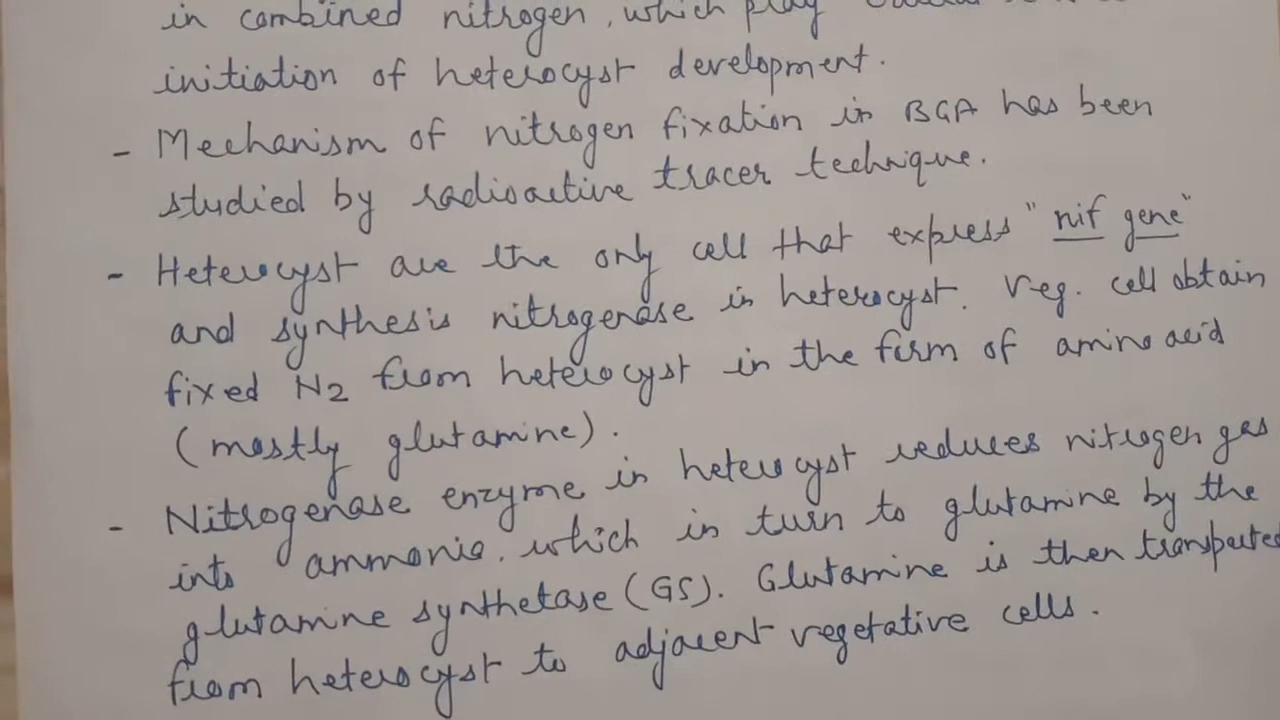 in combined nitrogen, which play
initiation of heterocyst development.
- Mechanism of nitrogen fixation in BGA has been
studied by radioactive tracer technique.
- Heterocyst are the only cell that express "nif gene"
and synthesis nitrogenase in heterocyst. Veg. cell obtain
fixed N2 from heterocyst in the form of amino acid
(mostly glutamine).
- Nitrogenase enzyme in heterocyst reduces nitrogen gas
into ammonia, which in turn to glutamine by the
glutamine synthetase (GS). Glutamine is then transported
from heterocyst to adjacent vegetative cells.